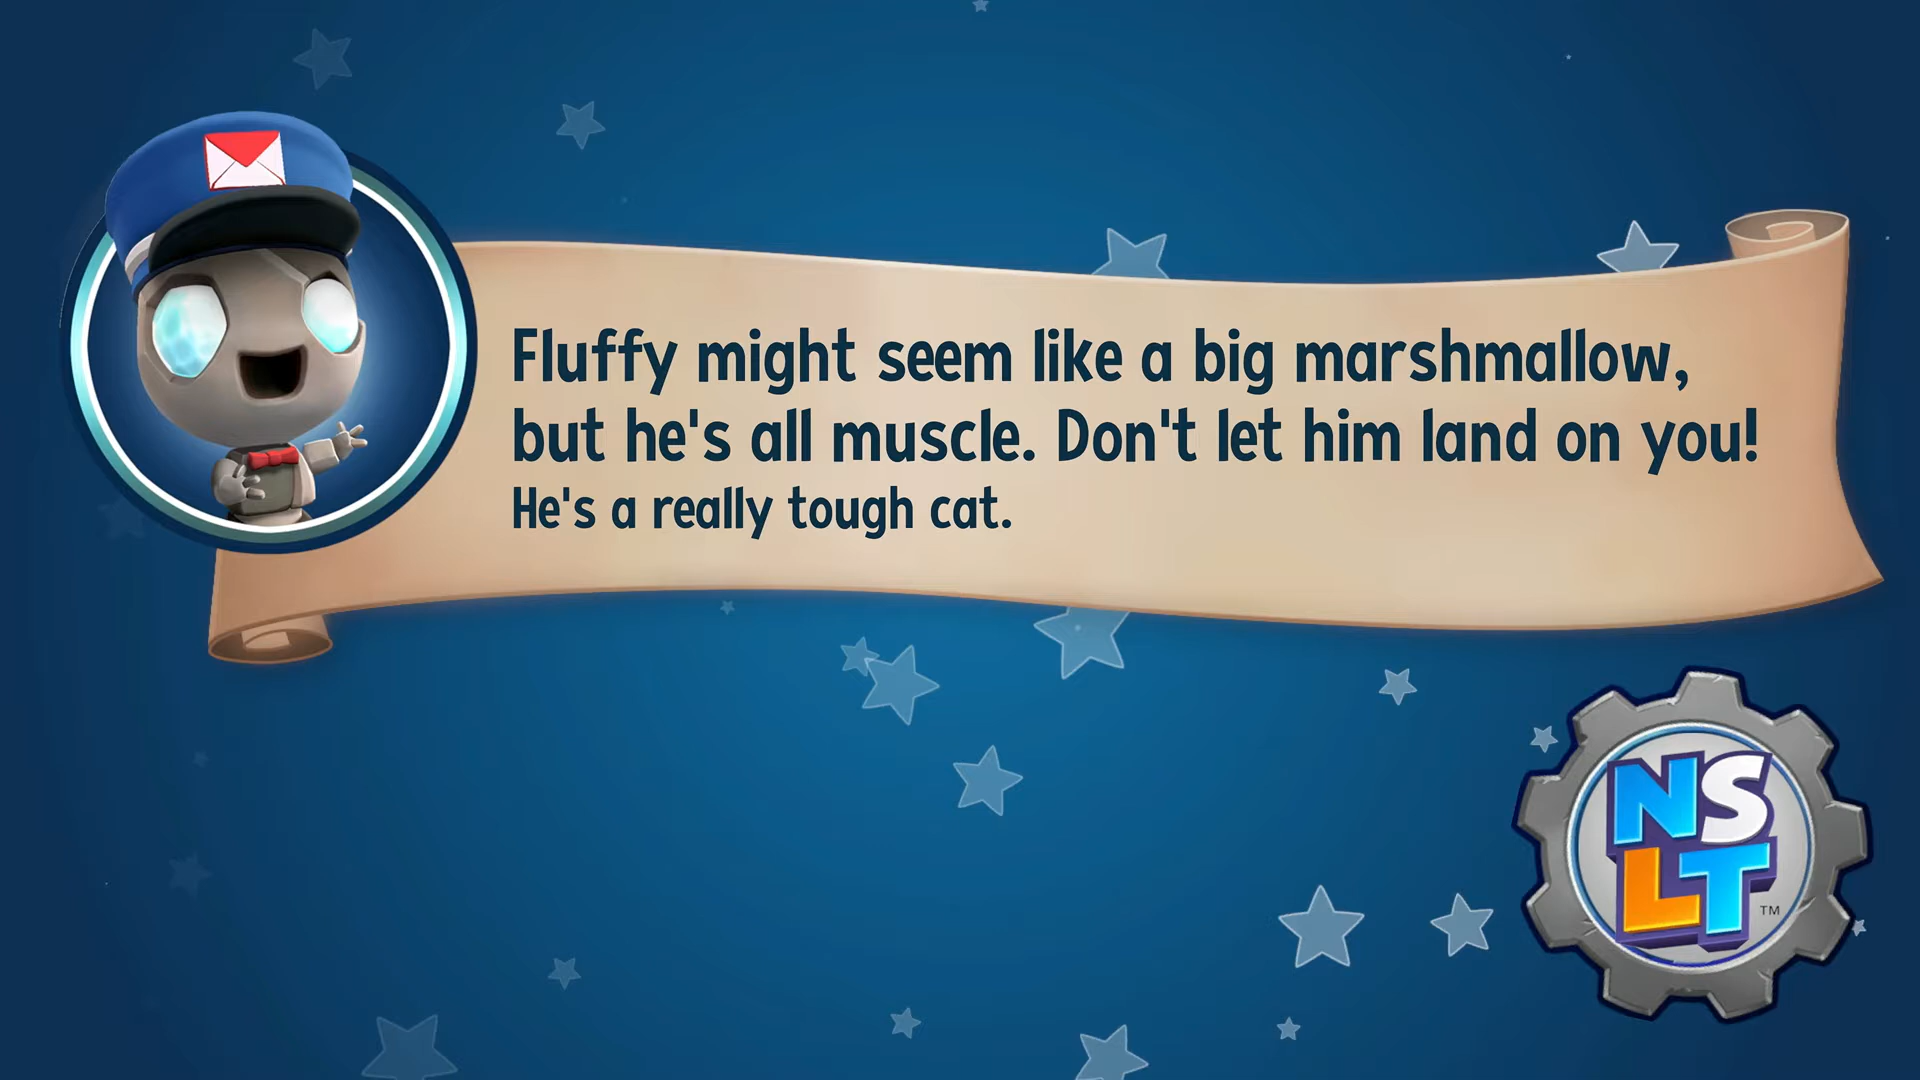 Fluffy might seem like a big marshmallow,
but he's all muscle. Don't let him land on you!
He's a really tough cat.
NS
LT
TM